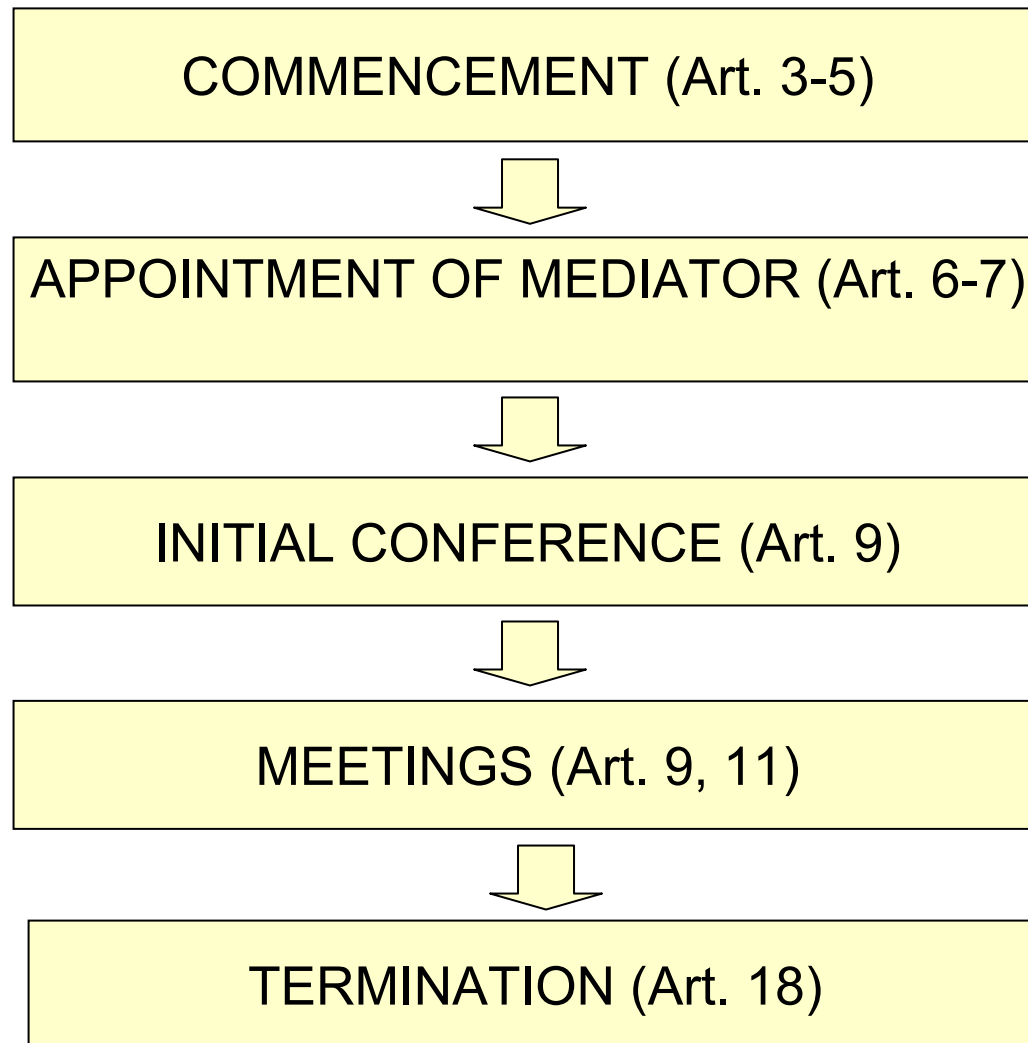 COMMENCEMENT (Art. 3-5)
APPOINTMENT OF MEDIATOR (Art. 6-7)
INITIAL CONFERENCE (Art. 9)
MEETINGS (Art. 9, 11)
TERMINATION (Art. 18)